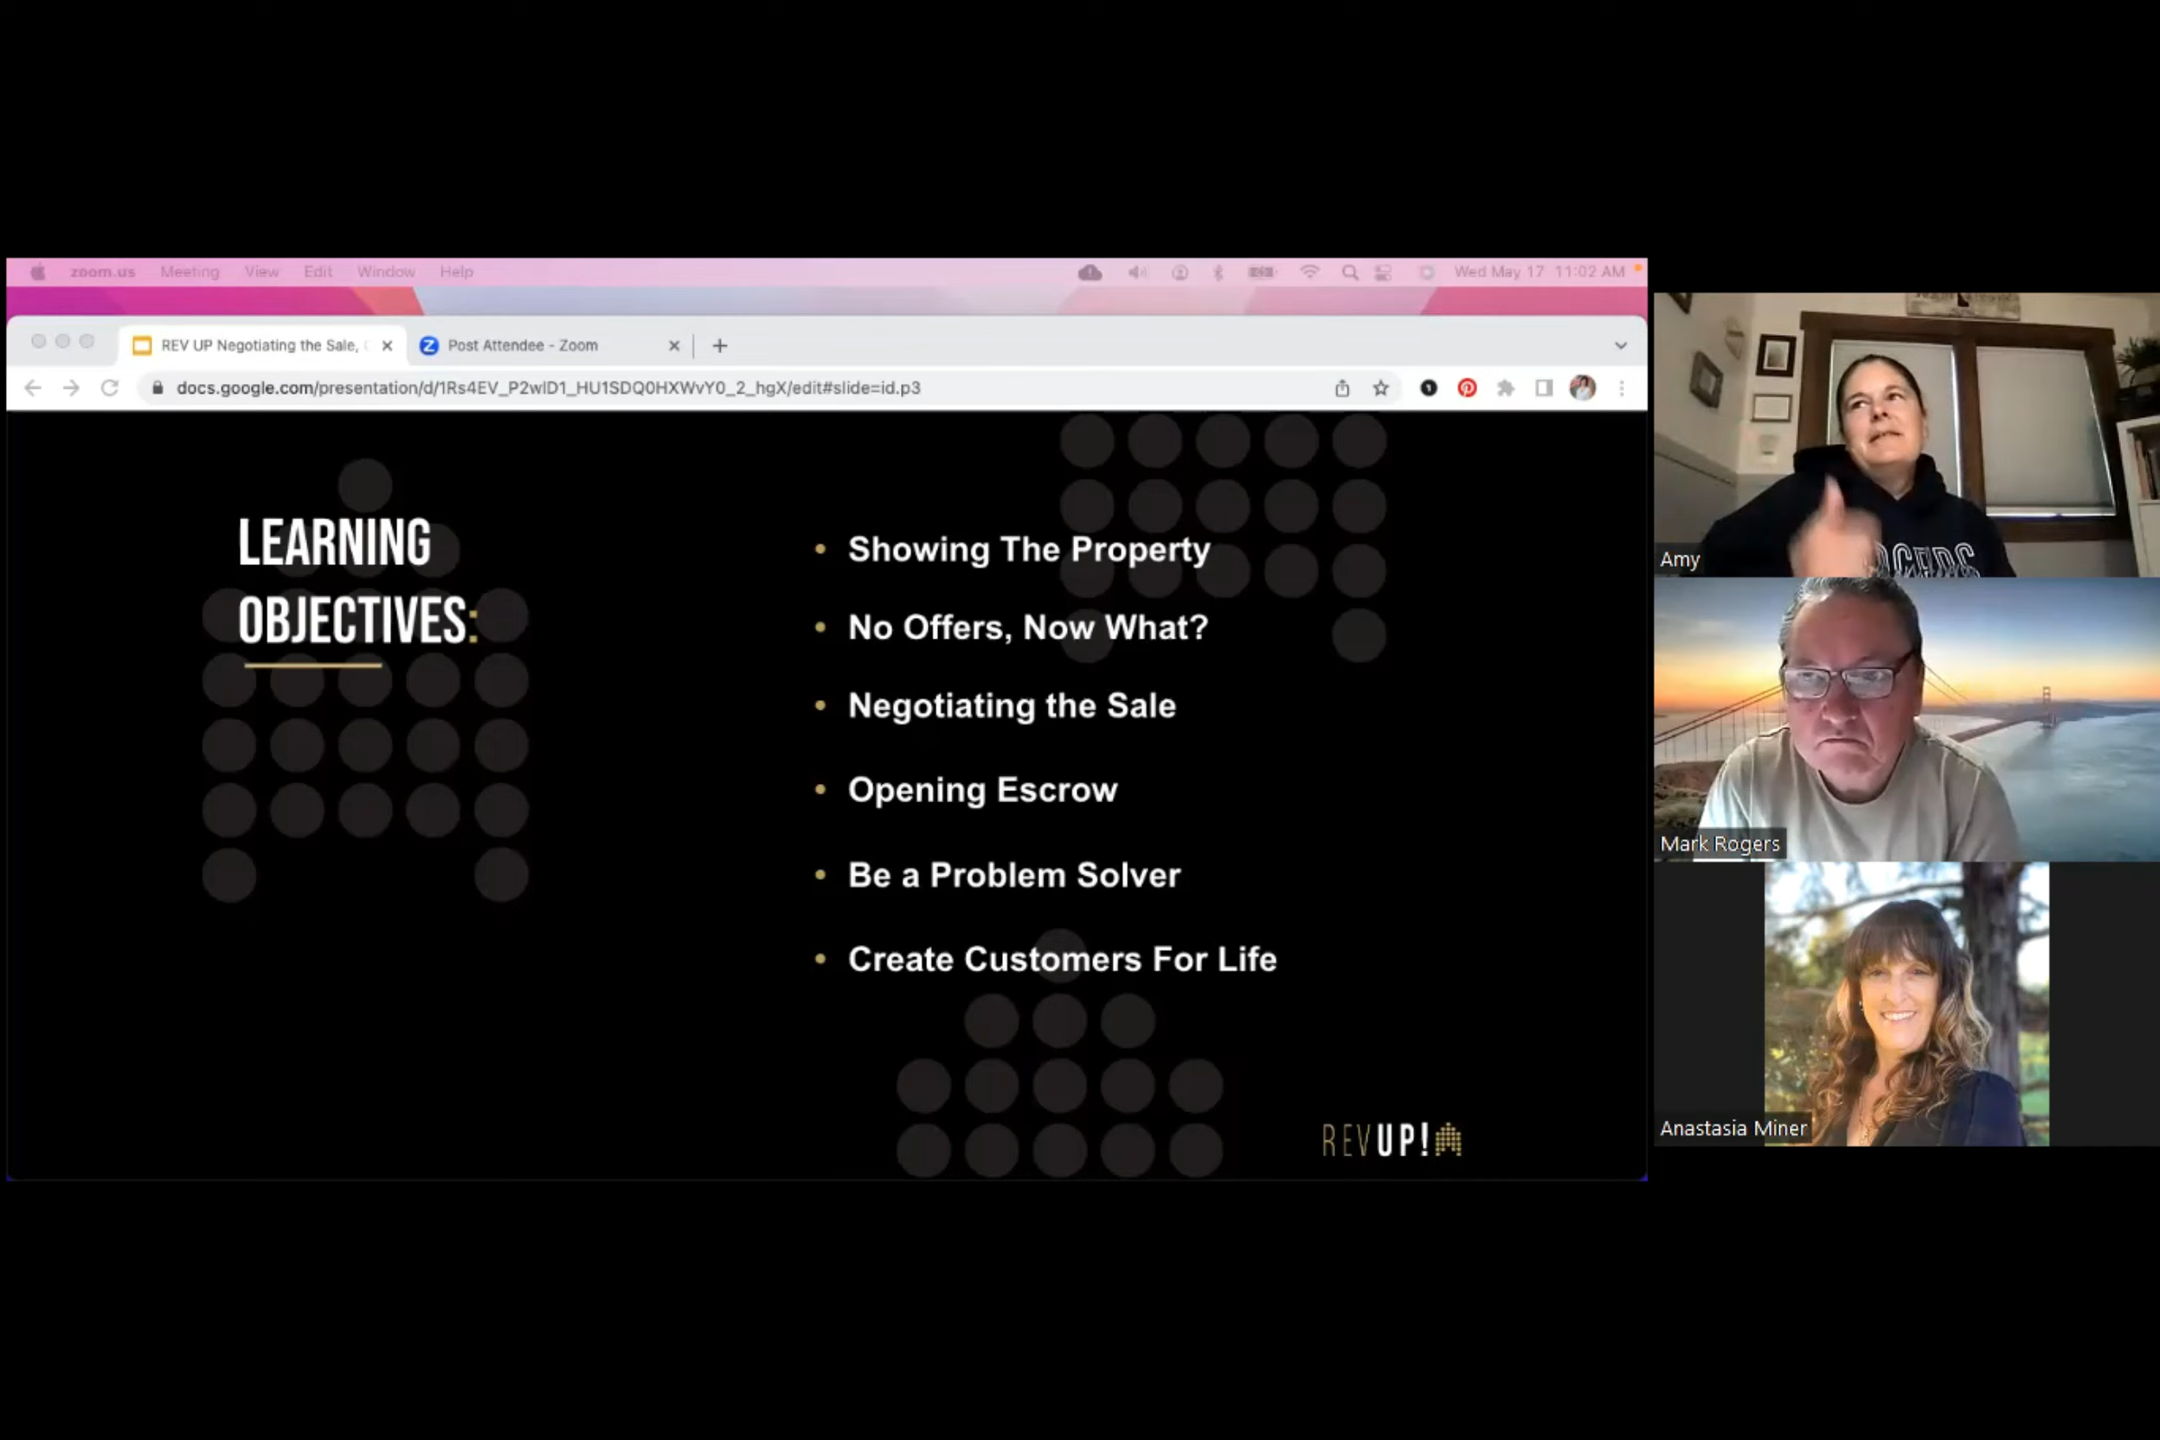 zoom.us Meeting View Edit Window Help Wed May 17 11:02 AM
REV UP Negotiating the Sale, Post Attendee - Zoom
docs.google.com/presentation/d/1Rs4EV_P2wID1_HU1SDQ0HXWvY0_2_hgX/edit#slide=id.p3
LEARNING
OBJECTIVES:
• Showing The Property
• No Offers, Now What?
• Negotiating the Sale
• Opening Escrow
• Be a Problem Solver
• Create Customers For Life
REVUP!
Amy
Mark Rogers
Anastasia Miner